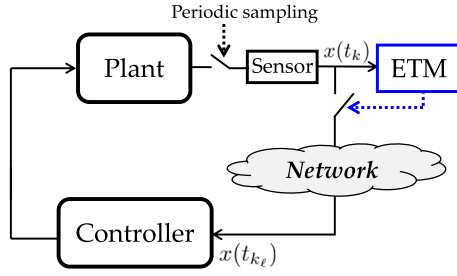 Periodic sampling
Plant
Sensor
x(t_k)
ETM
Network
Controller
x(t_{k_ℓ})